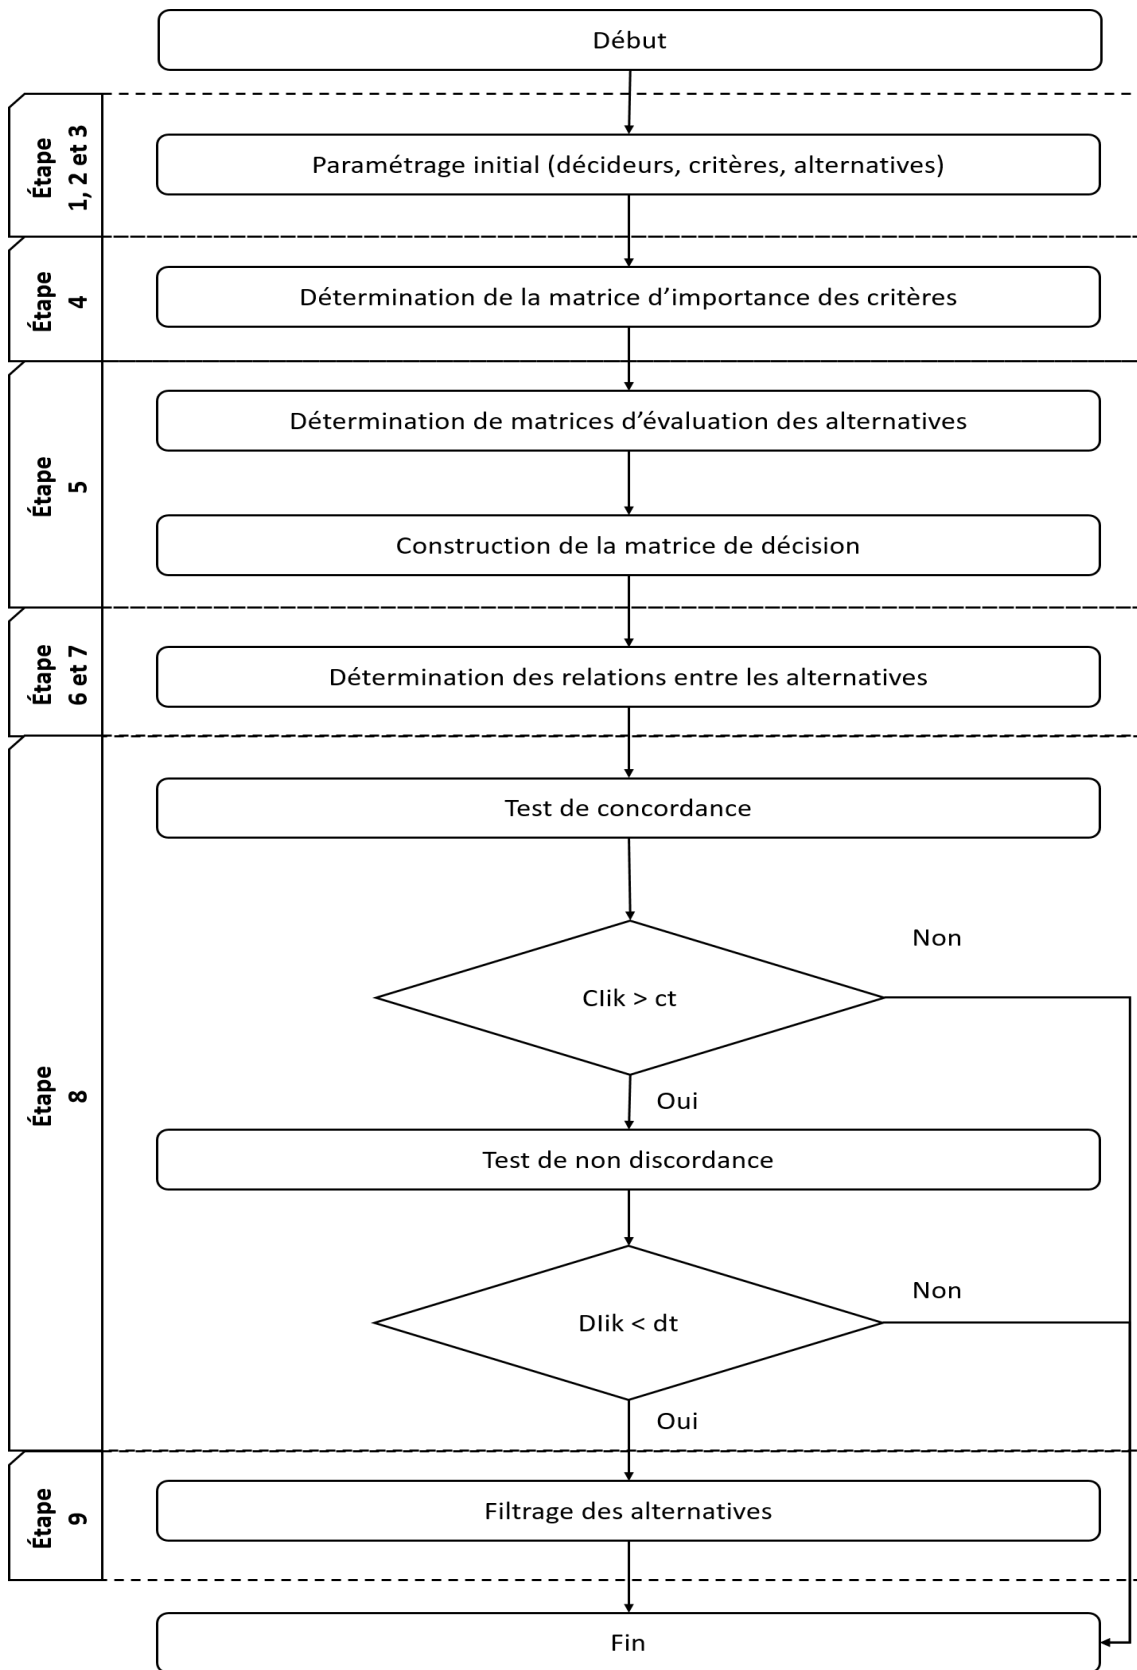 Début
Étape
1, 2 et 3
Paramétrage initial (décideurs, critères, alternatives)
Étape
4
Détermination de la matrice d’importance des critères
Étape
5
Détermination de matrices d’évaluation des alternatives
Construction de la matrice de décision
Étape
6 et 7
Détermination des relations entre les alternatives
Étape
8
Test de concordance
CIik > ct
Non
Oui
Test de non discordance
DIik < dt
Non
Oui
Étape
9
Filtrage des alternatives
Fin